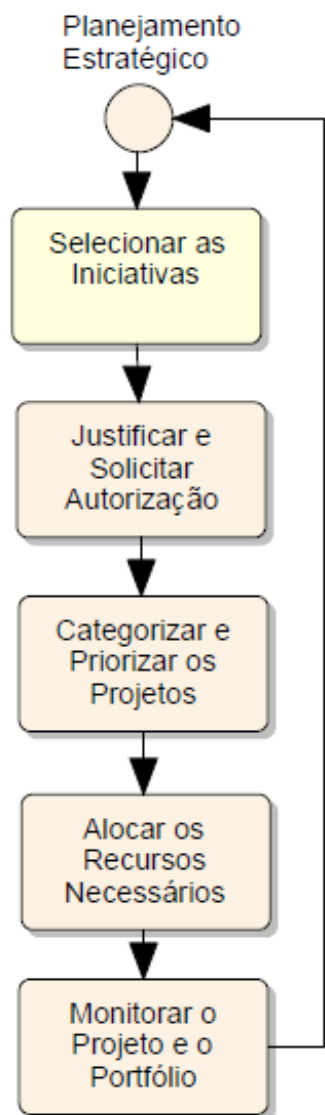 Planejamento
Estratégico
Selecionar as
Iniciativas
Justificar e
Solicitar
Autorização
Categorizar e
Priorizar os
Projetos
Alocar os
Recursos
Necessários
Monitorar o
Projeto e o
Portfólio